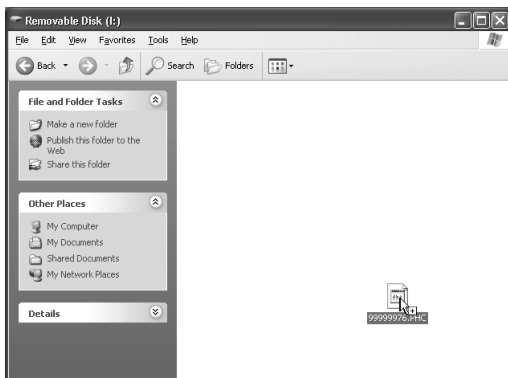 Removable Disk (I:)
File Edit View Favorites Tools Help
Back Search Folders
File and Folder Tasks
Make a new folder
Publish this folder to the
Web
Share this folder
Other Places
My Computer
My Documents
Shared Documents
My Network Places
Details
99999976.PHC